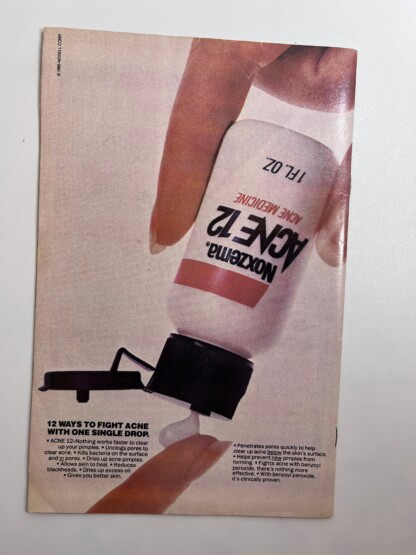 © 1985 NOXELL CORP.
1 FL. OZ.
ACNE MEDICINE
ACNE 12
NOXZEMA®
12 WAYS TO FIGHT ACNE
WITH ONE SINGLE DROP.
• ACNE 12–Nothing works faster to clear
up your pimples. • Unclogs pores to
clear acne. • Kills bacteria on the surface
and in pores. • Dries up acne pimples.
• Allows skin to heal. • Reduces
blackheads. • Dries up excess oil.
• Gives you better skin.
• Penetrates pores quickly to help
clear up acne below the skin's surface.
• Helps prevent new pimples from
forming. • Fights acne with benzoyl
peroxide, there's nothing more
effective. • With benzoyl peroxide,
it's clinically proven.